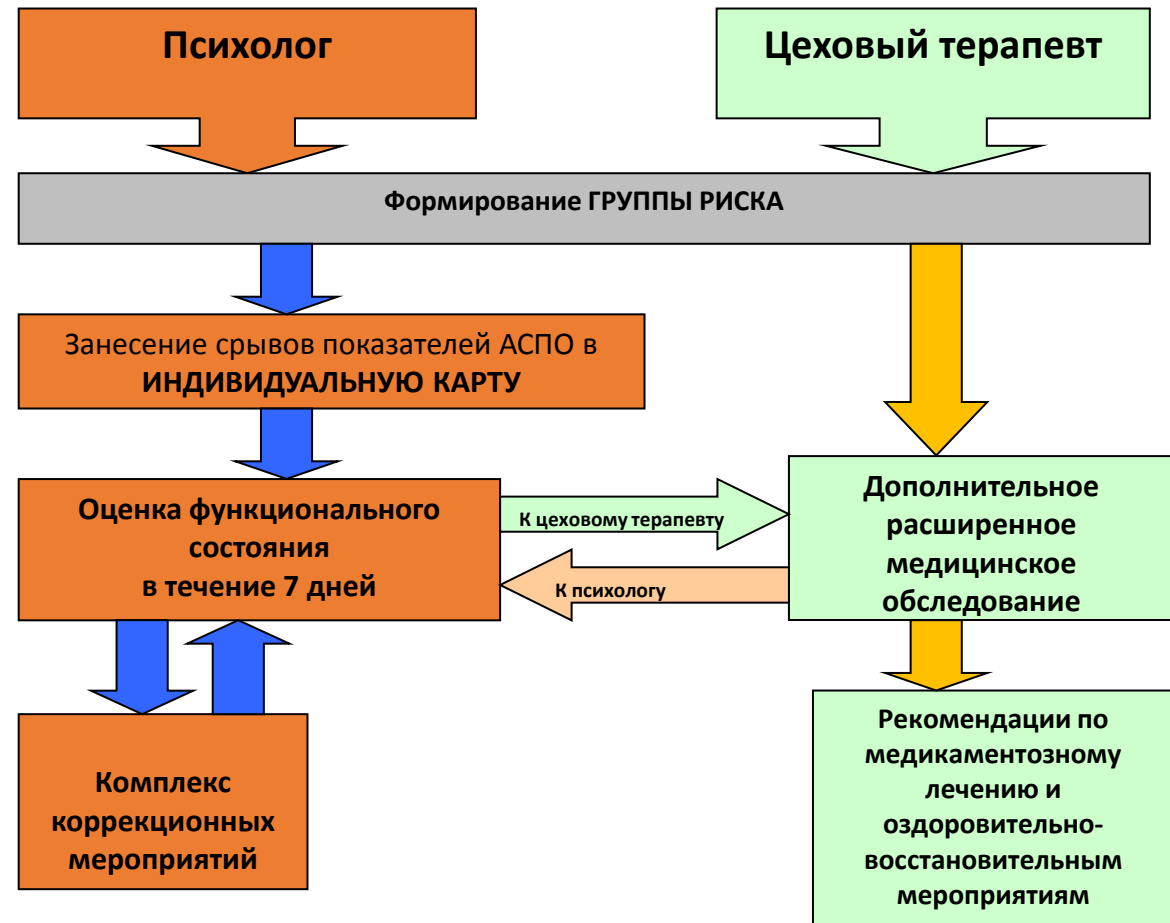 Психолог
Цеховый терапевт
Формирование ГРУППЫ РИСКА
Занесение срывов показателей АСПО в
ИНДИВИДУАЛЬНУЮ КАРТУ
Оценка функционального
состояния
в течение 7 дней
К цеховому терапевту
К психологу
Дополнительное
расширенное
медицинское
обследование
Комплекс
коррекционных
мероприятий
Рекомендации по
медикаментозному
лечению и
оздоровительно-
восстановительным
мероприятиям